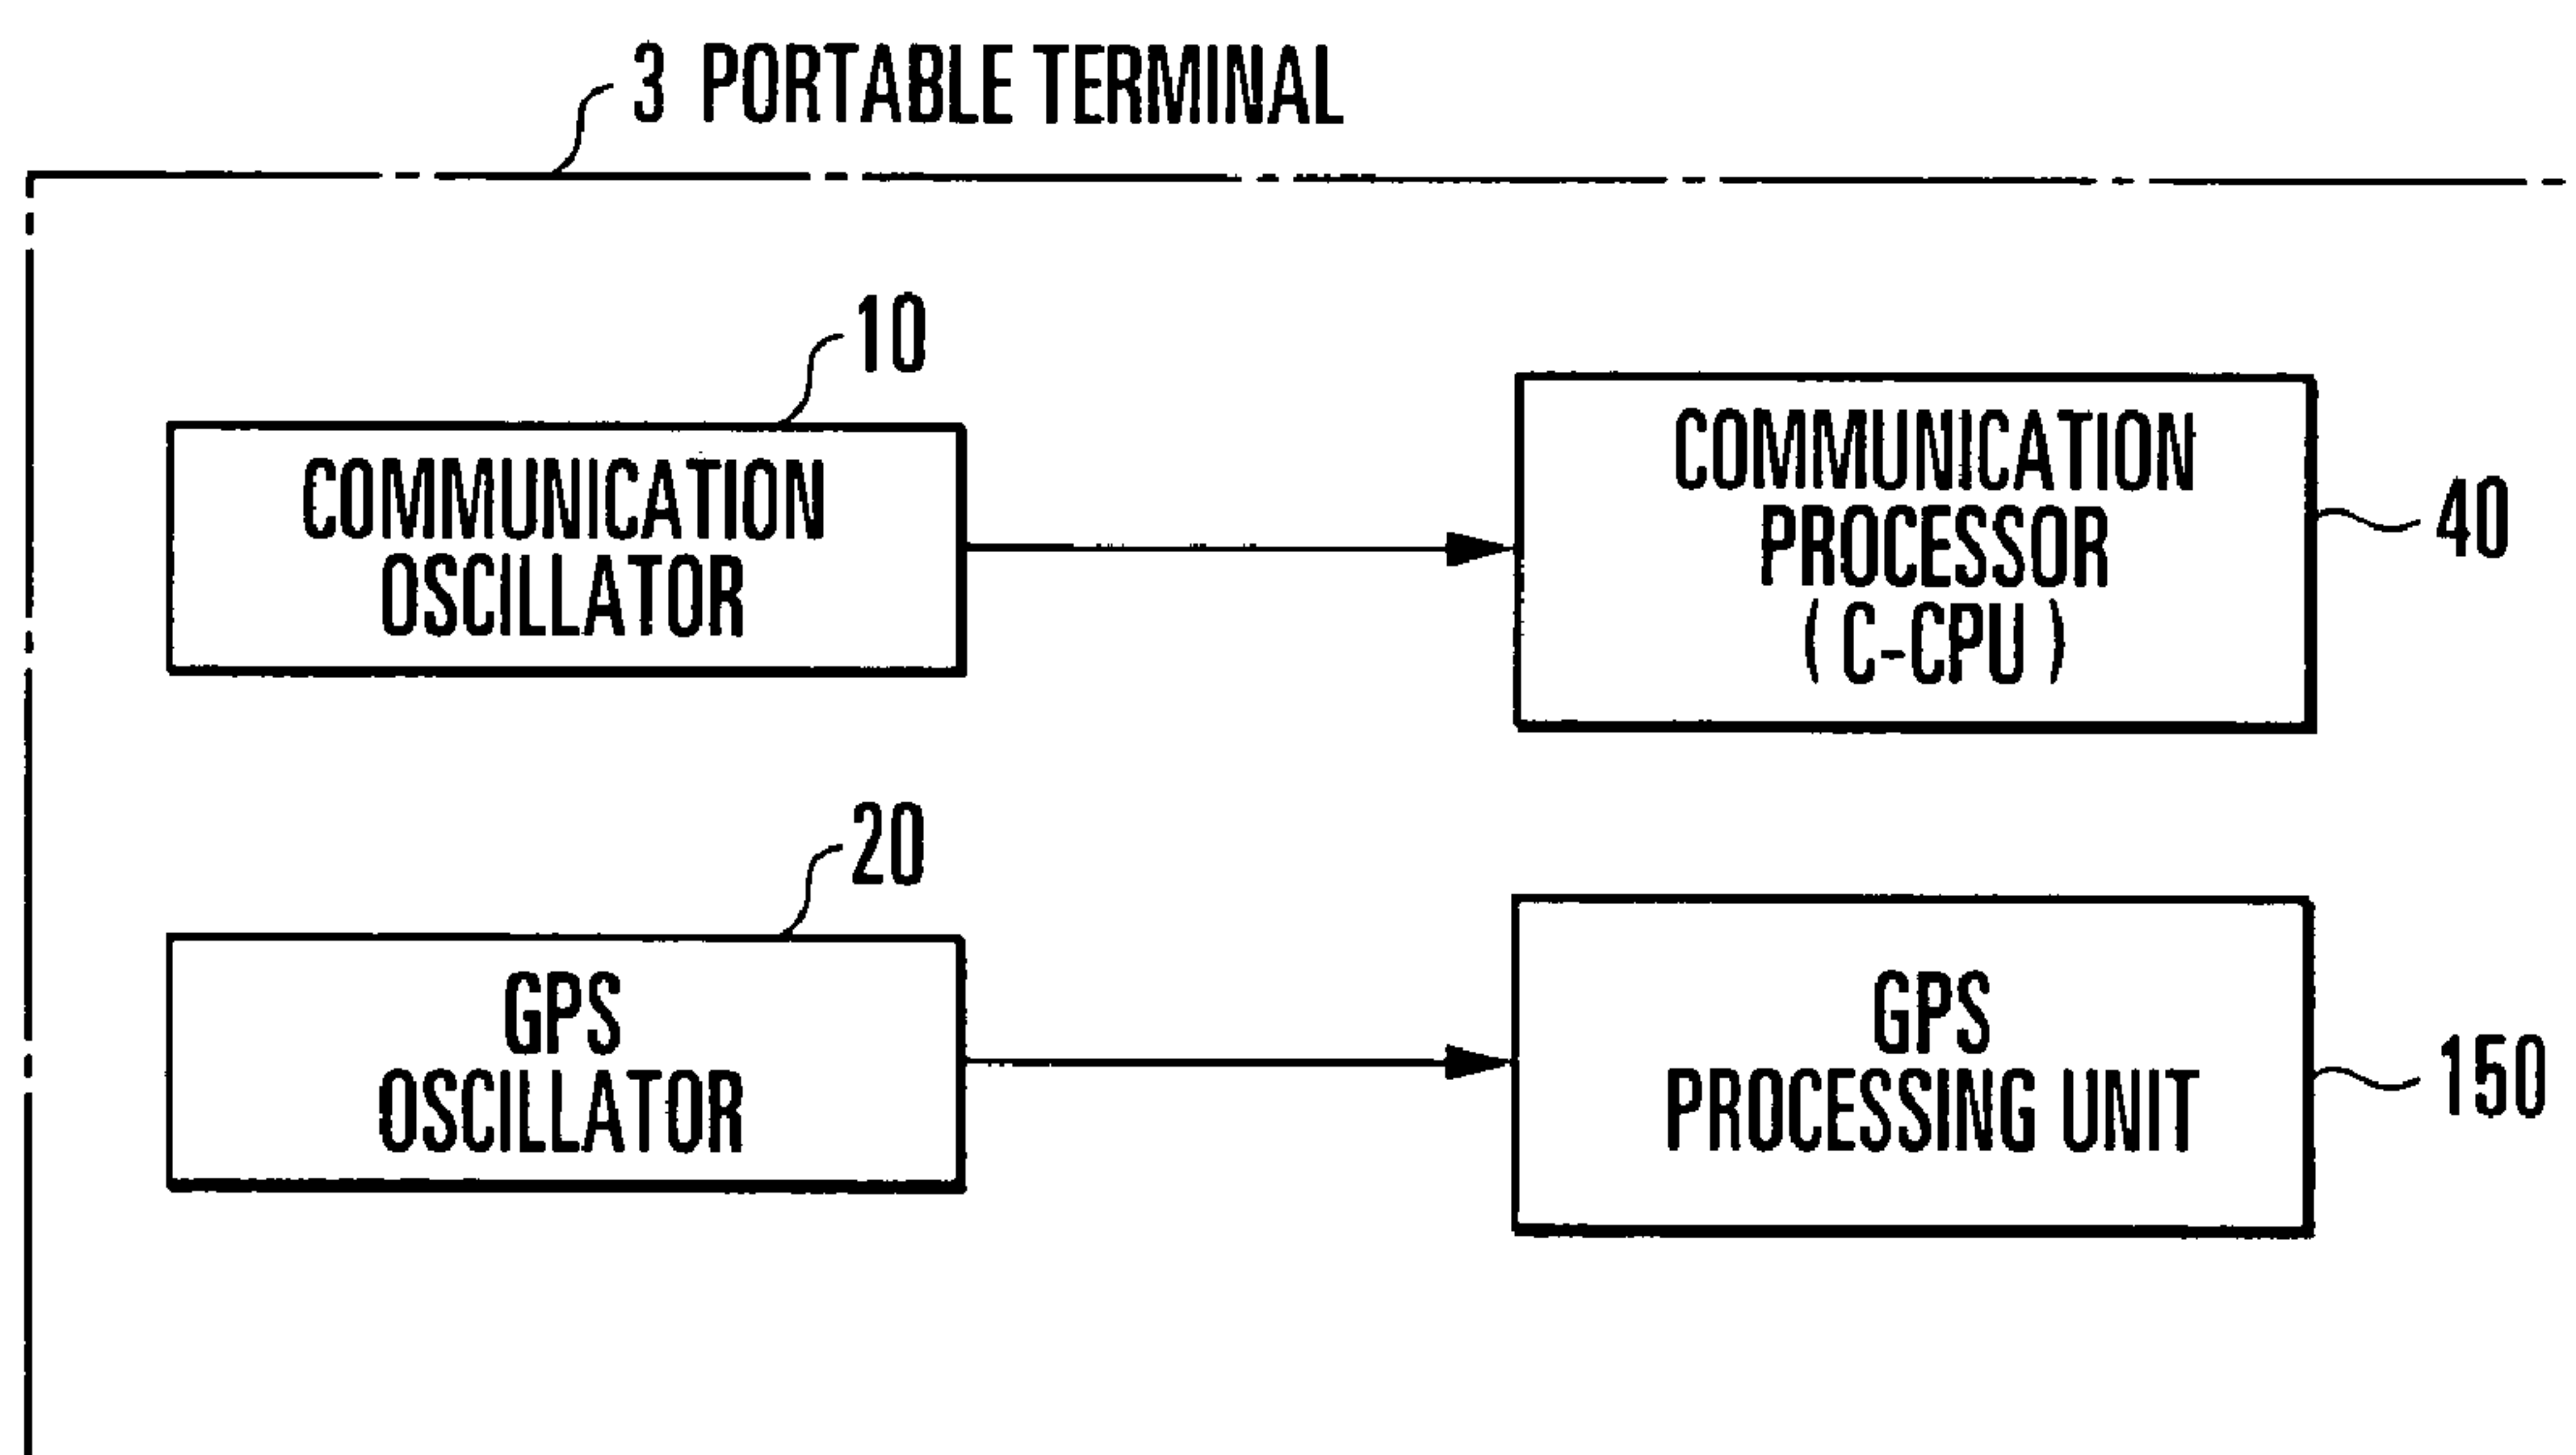 3 PORTABLE TERMINAL
10
COMMUNICATION
OSCILLATOR
COMMUNICATION
PROCESSOR
( C-CPU )
40
20
GPS
OSCILLATOR
GPS
PROCESSING UNIT
150